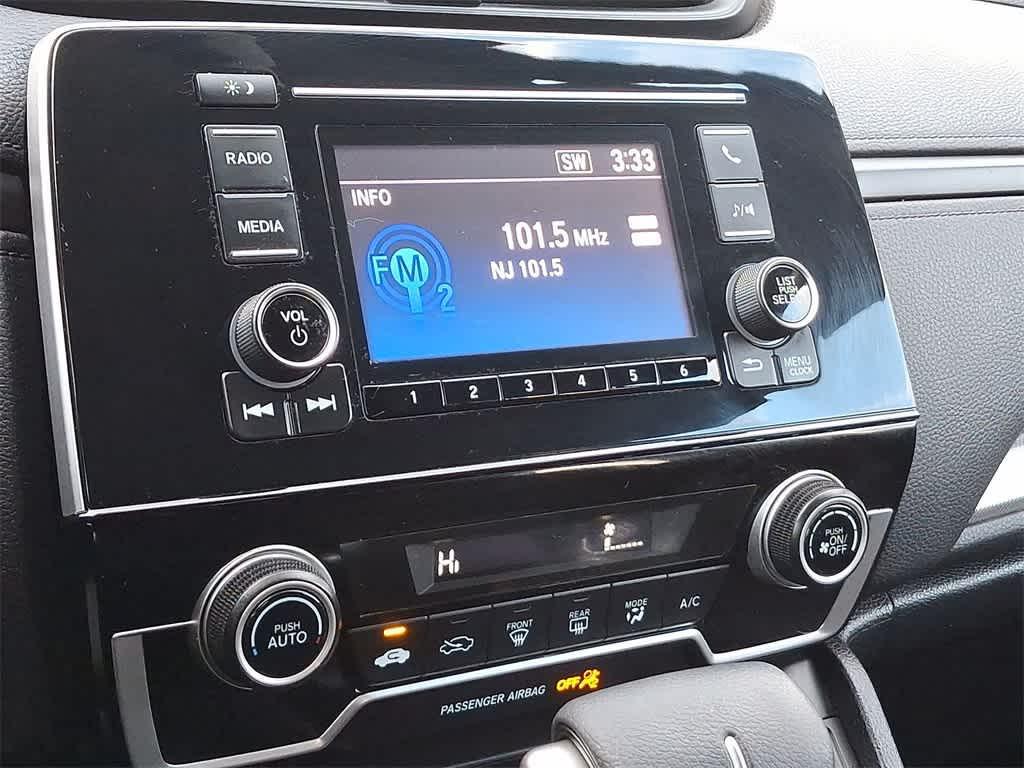 RADIO
MEDIA
SW 3:33
INFO
101.5 MHz
NJ 101.5
FM
2
VOL
LIST
PUSH
SELECT
MENU
CLOCK
1 2 3 4 5 6
HI
PUSH
AUTO
FRONT
REAR
MODE
A/C
PUSH
ON/
OFF
PASSENGER AIRBAG OFF